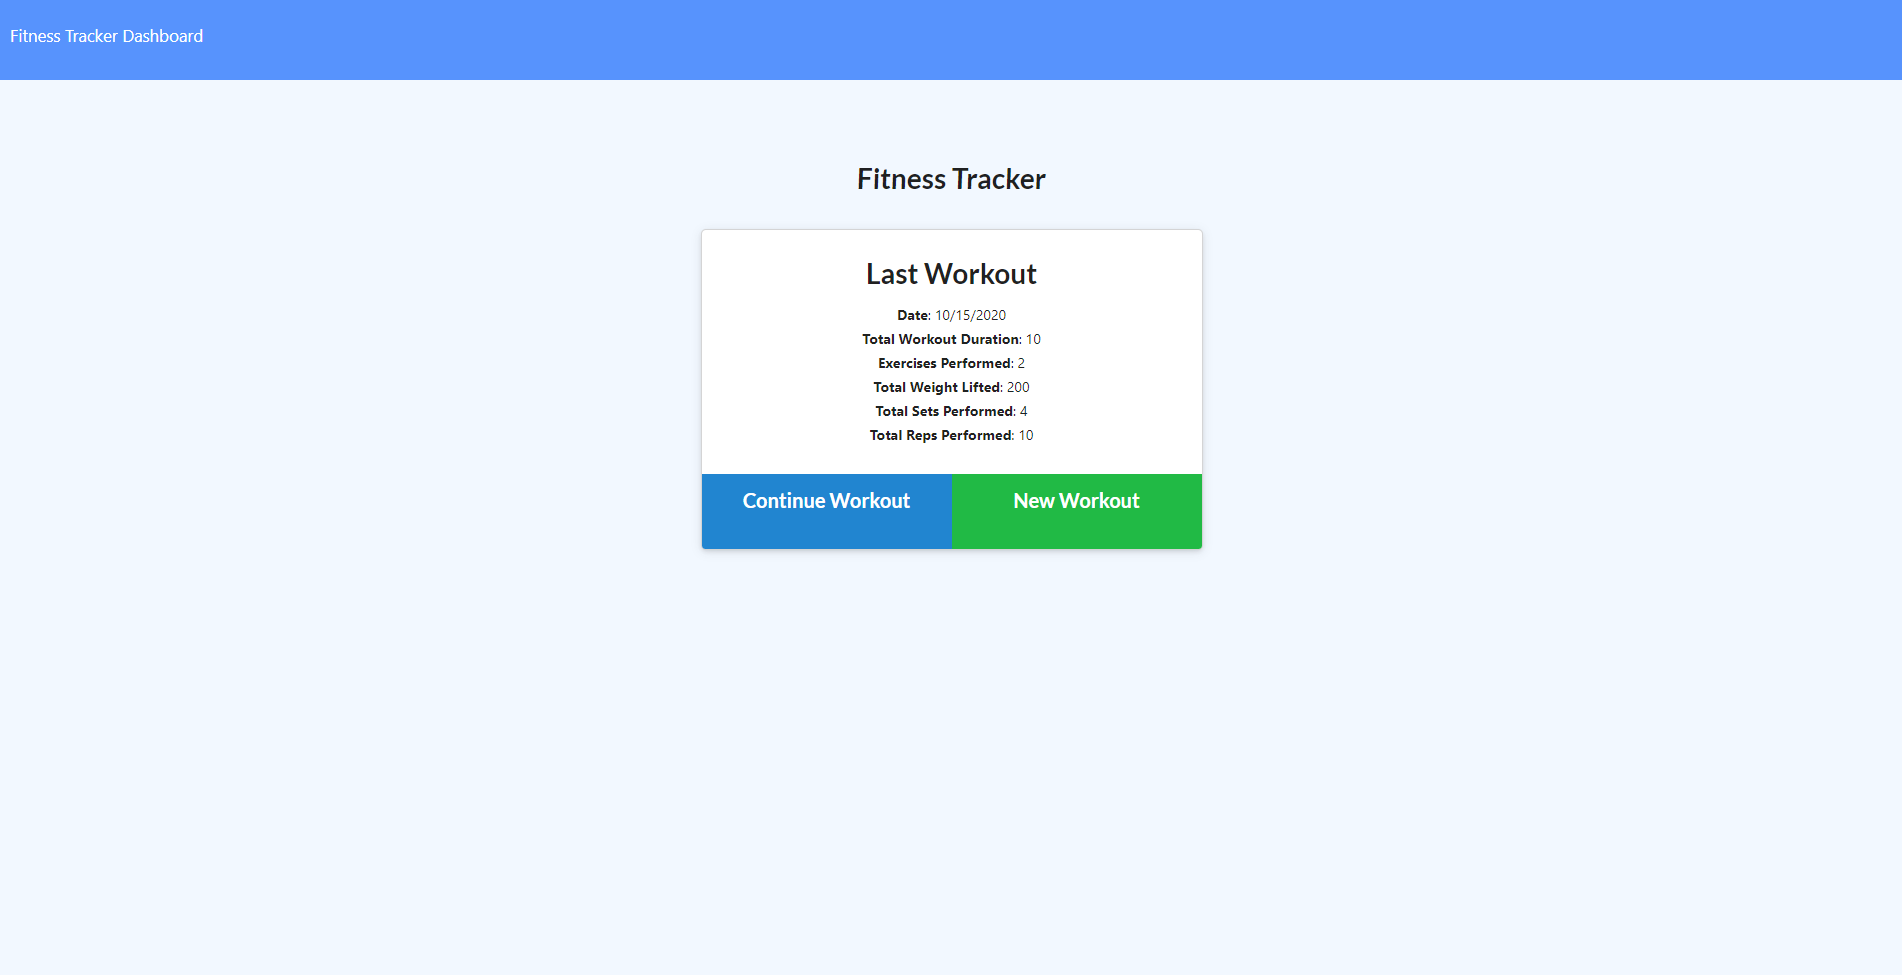 Fitness Tracker Dashboard
Fitness Tracker
Last Workout
Date: 10/15/2020
Total Workout Duration: 10
Exercises Performed: 2
Total Weight Lifted: 200
Total Sets Performed: 4
Total Reps Performed: 10
Continue Workout
New Workout